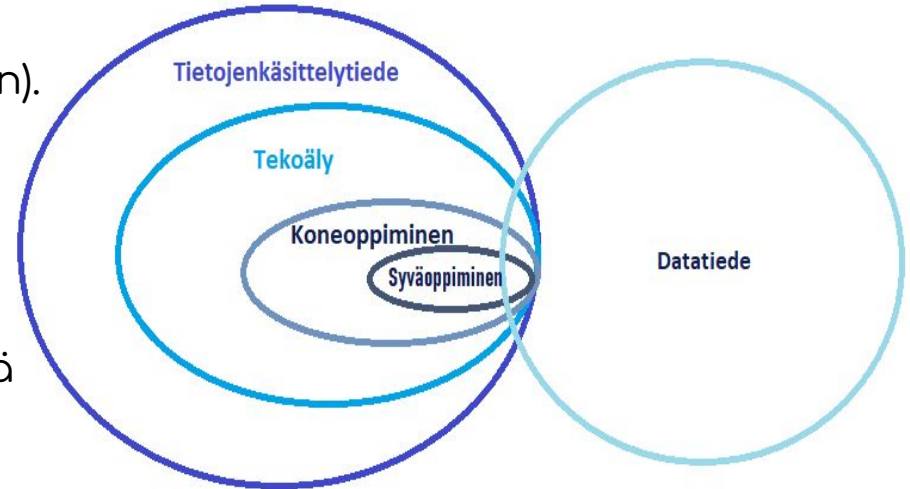 Tietojenkäsittelytiede
n).
Tekoäly
Koneoppiminen
Syväoppiminen
Datatiede
ä